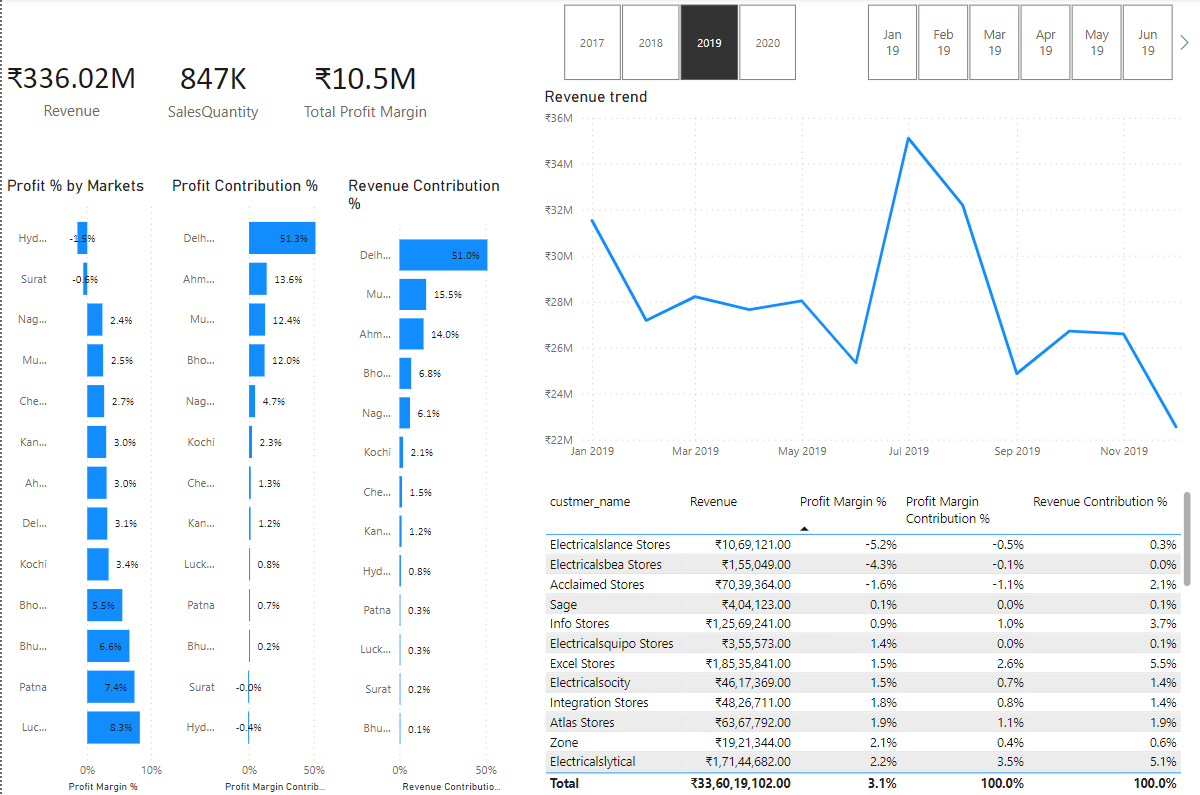 2017 2018 2019 2020
Jan 19 Feb 19 Mar 19 Apr 19 May 19 Jun 19
₹336.02M
Revenue
847K
SalesQuantity
₹10.5M
Total Profit Margin
Profit % by Markets
Hyd... -1.5%
Surat -0.6%
Nag... 2.4%
Mu... 2.5%
Che... 2.7%
Kan... 3.0%
Ah... 3.0%
Del... 3.1%
Kochi 3.4%
Bho... 5.5%
Bhu... 6.6%
Patna 7.4%
Luc... 8.3%
0% 10%
Profit Margin %
Profit Contribution %
Delh... 51.3%
Ahm... 13.6%
Mu... 12.4%
Bho... 12.0%
Nag... 4.7%
Kochi 2.3%
Che... 1.3%
Kan... 1.2%
Luck... 0.8%
Patna 0.7%
Bhu... 0.2%
Surat -0.0%
Hyd... -0.4%
0% 50%
Profit Margin Contrib...
Revenue Contribution
%
Delh... 51.0%
Mu... 15.5%
Ahm... 14.0%
Bho... 6.8%
Nag... 6.1%
Kochi 2.1%
Che... 1.5%
Kan... 1.2%
Hyd... 0.8%
Patna 0.3%
Luck... 0.3%
Surat 0.2%
Bhu... 0.1%
0% 50%
Revenue Contributio...
Revenue trend
₹36M
₹34M
₹32M
₹30M
₹28M
₹26M
₹24M
₹22M
Jan 2019 Mar 2019 May 2019 Jul 2019 Sep 2019 Nov 2019
custmer_name Revenue Profit Margin % Profit Margin Contribution % Revenue Contribution %
Electricalslance Stores ₹10,69,121.00 -5.2% -0.5% 0.3%
Electricalsbea Stores ₹1,55,049.00 -4.3% -0.1% 0.0%
Acclaimed Stores ₹70,39,364.00 -1.6% -1.1% 2.1%
Sage ₹4,04,123.00 0.1% 0.0% 0.1%
Info Stores ₹1,25,69,241.00 0.9% 1.0% 3.7%
Electricalsquipo Stores ₹3,55,573.00 1.4% 0.0% 0.1%
Excel Stores ₹1,85,35,841.00 1.5% 2.6% 5.5%
Electricalsocity ₹46,17,369.00 1.5% 0.7% 1.4%
Integration Stores ₹48,26,711.00 1.8% 0.8% 1.4%
Atlas Stores ₹63,67,792.00 1.9% 1.1% 1.9%
Zone ₹19,21,344.00 2.1% 0.4% 0.6%
Electricalslytical ₹1,71,44,682.00 2.2% 3.5% 5.1%
Total ₹33,60,19,102.00 3.1% 100.0% 100.0%